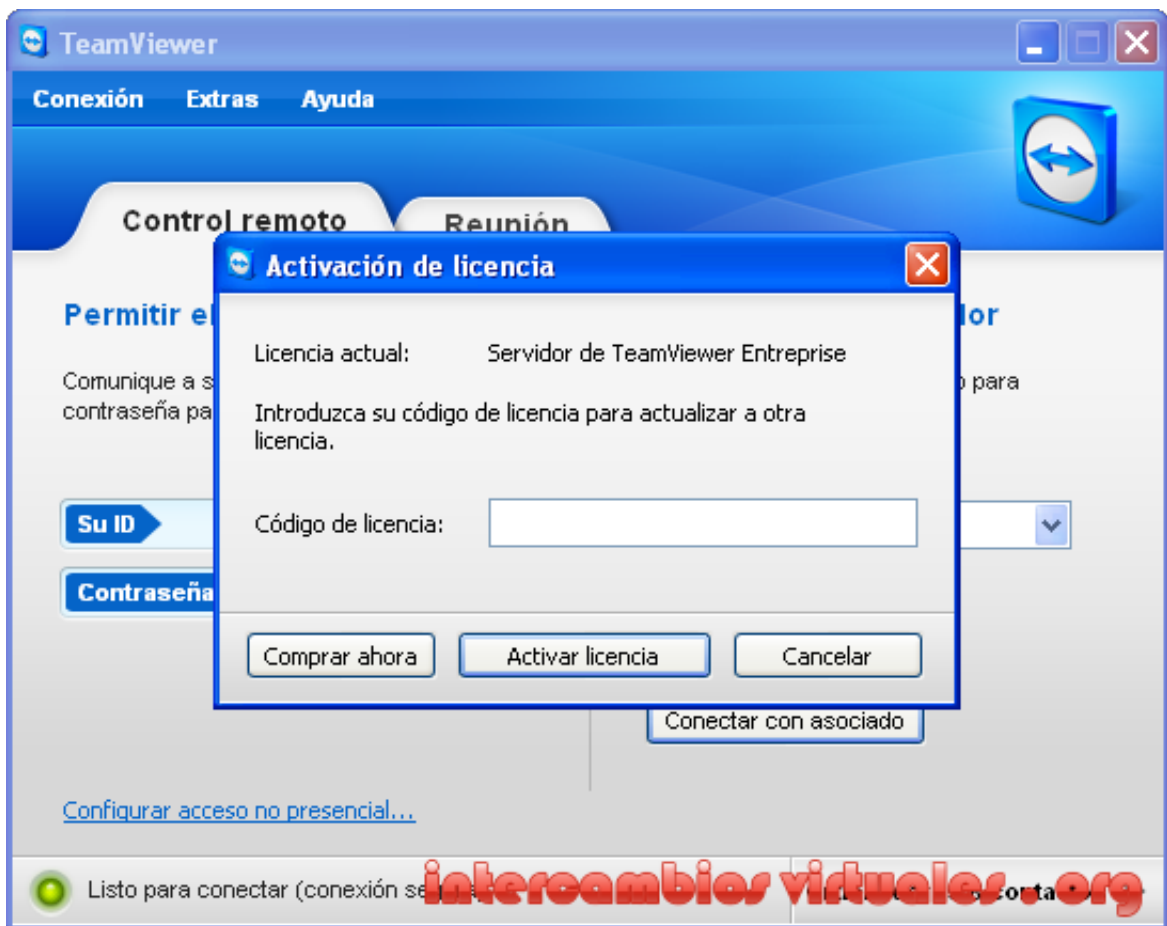 TeamViewer
Conexión Extras Ayuda
Control remoto Reunión
Activación de licencia
Permitir el
Licencia actual: Servidor de TeamViewer Entreprise
Comunique a s para
contraseña pa
Introduzca su código de licencia para actualizar a otra
licencia.
Su ID
Código de licencia:
Contraseña
Comprar ahora Activar licencia Cancelar
Conectar con asociado
Configurar acceso no presencial...
Listo para conectar (conexión
intercambios virtuales . org